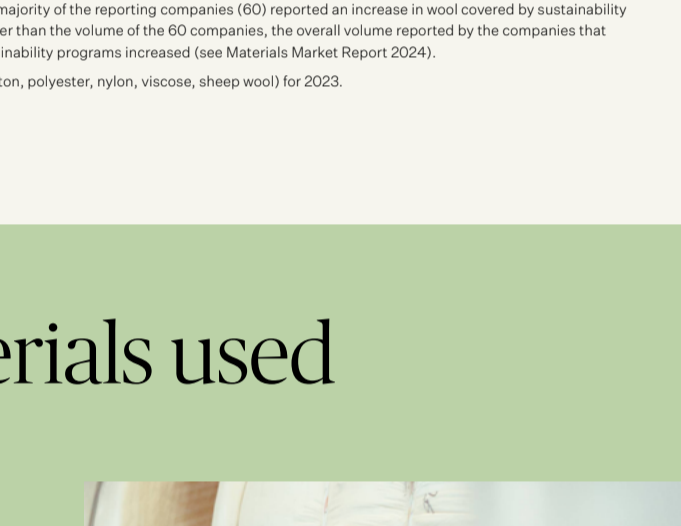 majority of the reporting companies (60) reported an increase in wool covered by sustainability
er than the volume of the 60 companies, the overall volume reported by the companies that
inability programs increased (see Materials Market Report 2024).
ton, polyester, nylon, viscose, sheep wool) for 2023.
erials used